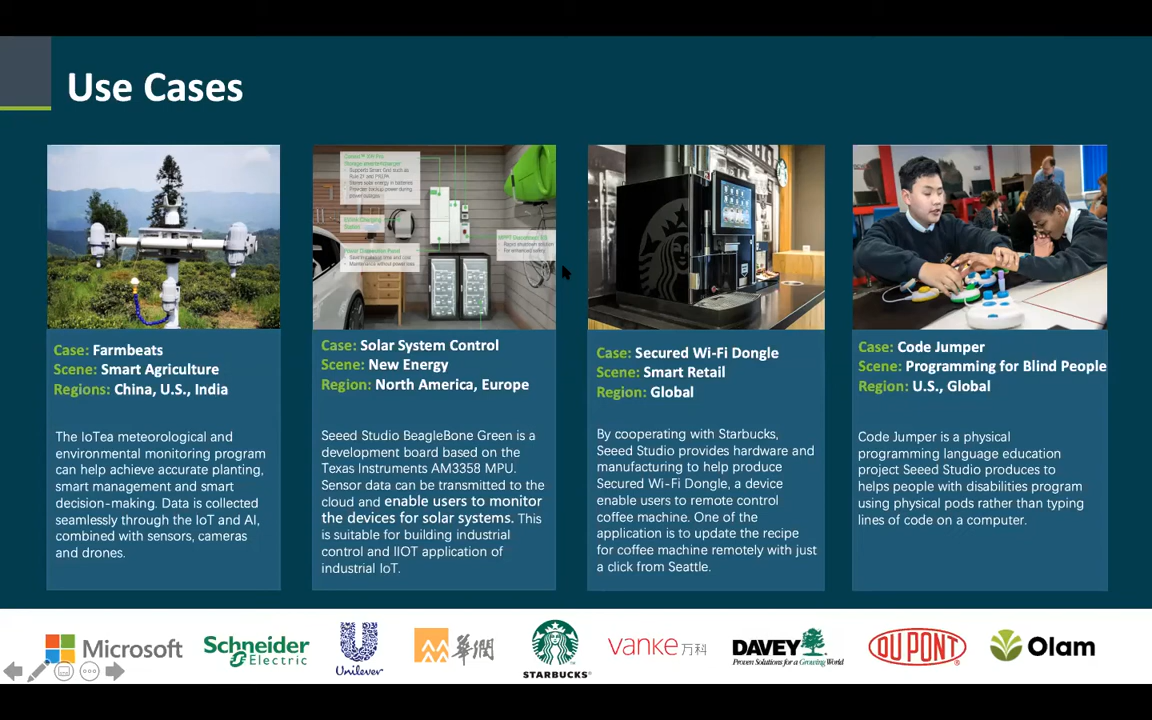 Use Cases
Case: Farmbeats
Scene: Smart Agriculture
Regions: China, U.S., India
The IoTea meteorological and
environmental monitoring program
can help achieve accurate planting,
smart management and smart
decision-making. Data is collected
seamlessly through the IoT and AI,
combined with sensors, cameras
and drones.
Case: Solar System Control
Scene: New Energy
Region: North America, Europe
Seeed Studio BeagleBone Green is a
development board based on the
Texas Instruments AM3358 MPU.
Sensor data can be transmitted to the
cloud and enable users to monitor
the devices for solar systems. This
is suitable for building industrial
control and IIOT application of
industrial IoT.
Case: Secured Wi-Fi Dongle
Scene: Smart Retail
Region: Global
By cooperating with Starbucks,
Seeed Studio provides hardware and
manufacturing to help produce
Secured Wi-Fi Dongle, a device
enable users to remote control
coffee machine. One of the
application is to update the recipe
for coffee machine remotely with just
a click from Seattle.
Case: Code Jumper
Scene: Programming for Blind People
Region: U.S., Global
Code Jumper is a physical
programming language education
project Seeed Studio produces to
helps people with disabilities program
using physical pods rather than typing
lines of code on a computer.
Microsoft
Schneider
Electric
Unilever
華潤
STARBUCKS®
vanke 万科
DAVEY
Proven Solutions for a Growing World
DUPONT®
Olam